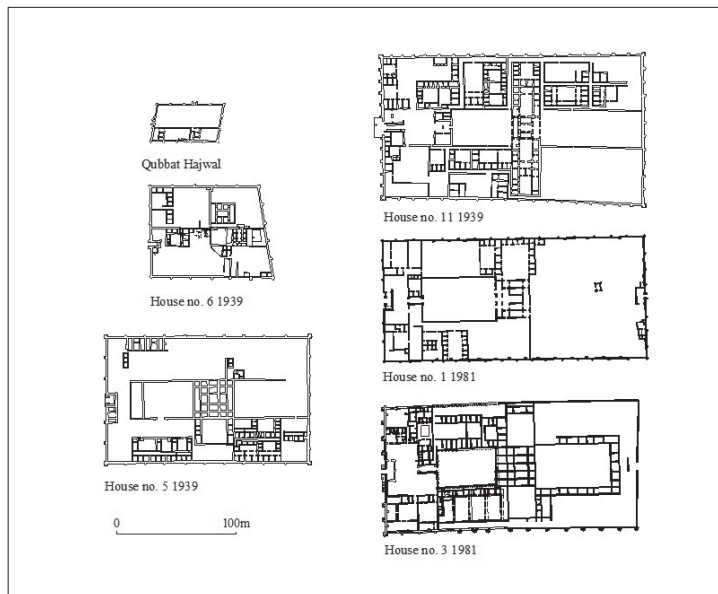 Qubbat Hajwal
House no. 6 1939
House no. 5 1939
0 100m
House no. 11 1939
House no. 1 1981
House no. 3 1981